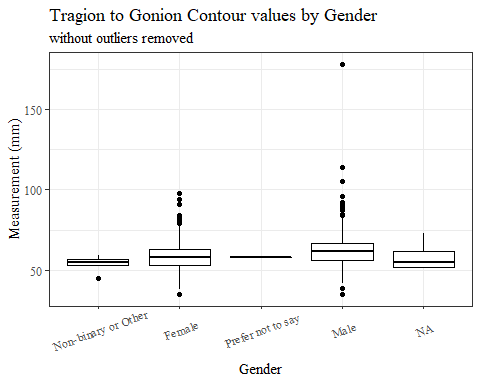 Tragion to Gonion Contour values by Gender
without outliers removed
Measurement (mm)
150
100
50
Non-binary or Other
Female
Prefer not to say
Male
NA
Gender